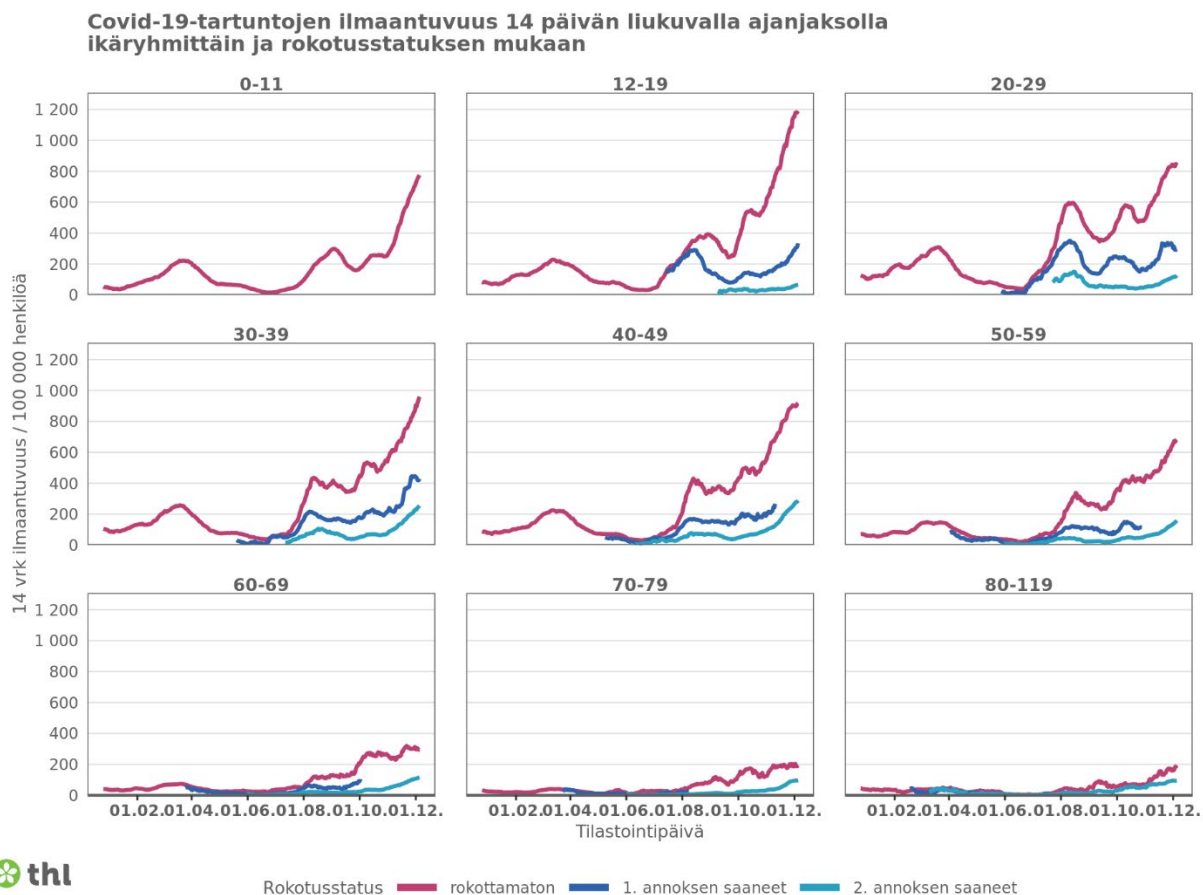 Covid-19-tartuntojen ilmaantuvuus 14 päivän liukuvalla ajanjaksolla
ikäryhmittäin ja rokotusstatuksen mukaan
14 vrk ilmaantuvuus / 100 000 henkilöä
0-11 12-19 20-29
1 200
1 000
800
600
400
200
0
30-39 40-49 50-59
1 200
1 000
800
600
400
200
0
60-69 70-79 80-119
1 200
1 000
800
600
400
200
0
01.02.01.04.01.06.01.08.01.10.01.12. 01.02.01.04.01.06.01.08.01.10.01.12. 01.02.01.04.01.06.01.08.01.10.01.12.
Tilastointipäivä
thl
Rokotusstatus rokottamaton 1. annoksen saaneet 2. annoksen saaneet